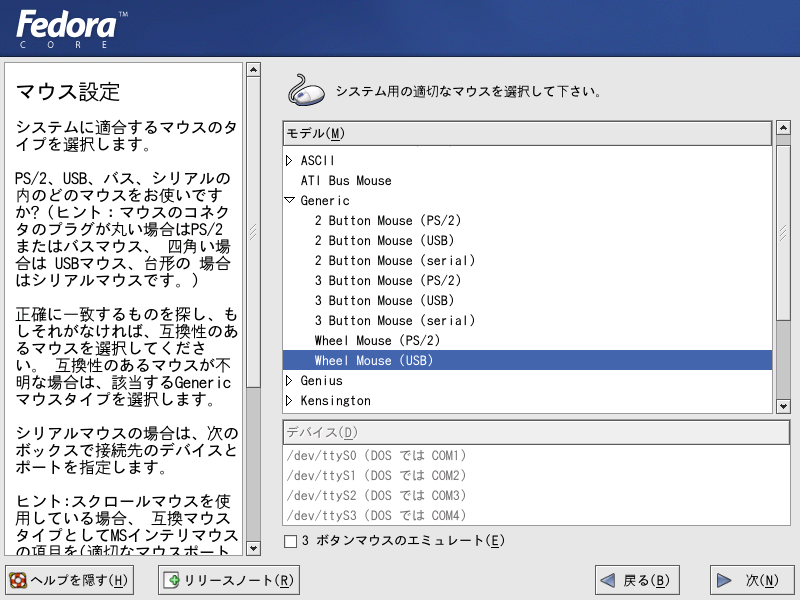 Fedora™
CORE
マウス設定
システムに適合するマウスのタ
イプを選択します。
PS/2、USB、バス、シリアルの
内のどのマウスをお使いです
か?（ヒント：マウスのコネク
タのプラグが丸い場合はPS/2
またはバスマウス、 四角い場
合は USBマウス、台形の 場合
はシリアルマウスです。)
正確に一致するものを探し、も
しそれがなければ、互換性のあ
るマウスを選択してくださ
い。 互換性のあるマウスが不
明な場合は、該当するGeneric
マウスタイプを選択します。
シリアルマウスの場合は、次の
ボックスで接続先のデバイスと
ポートを指定します。
ヒント:スクロールマウスを使
用している場合、 互換マウス
タイプとしてMSインテリマウス
の項目を(適切なマウスポート
システム用の適切なマウスを選択して下さい。
モデル(M)
ASCII
ATI Bus Mouse
Generic
2 Button Mouse (PS/2)
2 Button Mouse (USB)
2 Button Mouse (serial)
3 Button Mouse (PS/2)
3 Button Mouse (USB)
3 Button Mouse (serial)
Wheel Mouse (PS/2)
Wheel Mouse (USB)
Genius
Kensington
デバイス(D)
/dev/ttyS0 (DOS では COM1)
/dev/ttyS1 (DOS では COM2)
/dev/ttyS2 (DOS では COM3)
/dev/ttyS3 (DOS では COM4)
3 ボタンマウスのエミュレート(E)
ヘルプを隠す(H)
リリースノート(R)
戻る(B)
次(N)